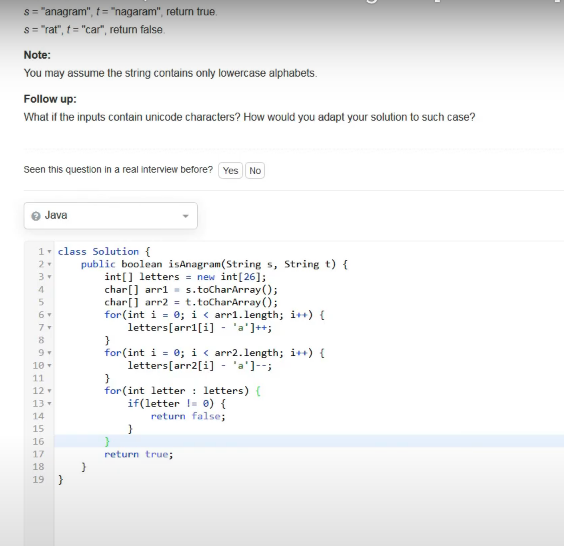 s = "anagram", t = "nagaram", return true.
s = "rat", t = "car", return false.
Note:
You may assume the string contains only lowercase alphabets.
Follow up:
What if the inputs contain unicode characters? How would you adapt your solution to such case?
Seen this question in a real interview before? Yes No
Java
1 class Solution {
2 public boolean isAnagram(String s, String t) {
3 int[] letters = new int[26];
4 char[] arr1 = s.toCharArray();
5 char[] arr2 = t.toCharArray();
6 for(int i = 0; i < arr1.length; i++) {
7 letters[arr1[i] - 'a']++;
8 }
9 for(int i = 0; i < arr2.length; i++) {
10 letters[arr2[i] - 'a']--;
11 }
12 for(int letter : letters) {
13 if(letter != 0) {
14 return false;
15 }
16 }
17 return true;
18 }
19 }